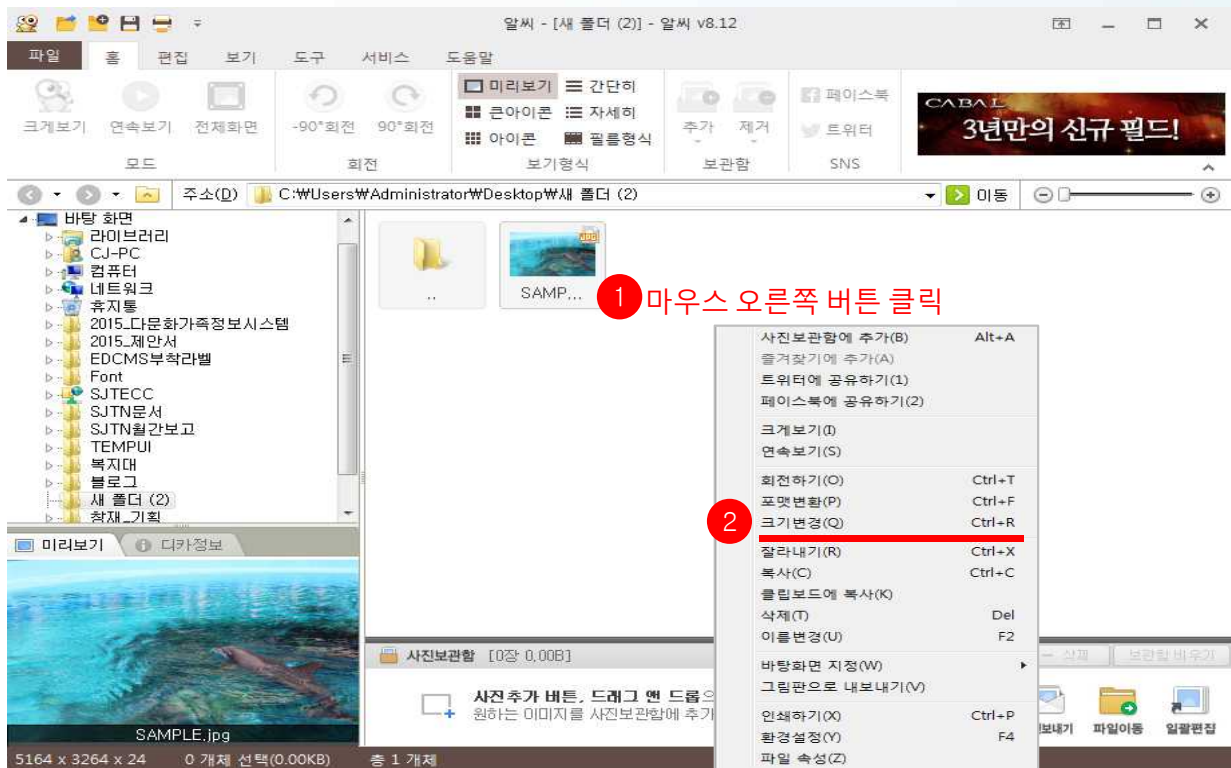 알씨 - [새 폴더 (2)] - 알씨 v8.12
파일 홈 편집 보기 도구 서비스 도움말
크게보기 연속보기 전체화면 -90°회전 90°회전
미리보기 간단히
큰아이콘 자세히
아이콘 필름형식
추가 제거
페이스북
트위터
모드 회전 보기형식 보관함 SNS
CABAL
3년만의 신규 필드!
주소(D) C:₩Users₩Administrator₩Desktop₩새 폴더 (2) 이동
바탕 화면
라이브러리
CJ-PC
컴퓨터
네트워크
휴지통
2015_다문화가족정보시스템
2015_제안서
EDCMS부착라벨
Font
SJTECC
SJTN문서
SJTN월간보고
TEMPUI
복지대
블로그
새 폴더 (2)
창재_기획
..
SAMP...
1 마우스 오른쪽 버튼 클릭
사진보관함에 추가(B) Alt+A
즐겨찾기에 추가(A)
트위터에 공유하기(1)
페이스북에 공유하기(2)
크게보기(I)
연속보기(S)
회전하기(O) Ctrl+T
포맷변환(P) Ctrl+F
2 크기변경(Q) Ctrl+R
잘라내기(R) Ctrl+X
복사(C) Ctrl+C
클립보드에 복사(K)
삭제(T) Del
이름변경(U) F2
바탕화면 지정(W)
그림판으로 내보내기(V)
인쇄하기(X) Ctrl+P
환경설정(Y) F4
파일 속성(Z)
미리보기 디카정보
SAMPLE.jpg
사진보관함 [0장 0,00B]
삭제 보관함 비우기
사진추가 버튼, 드래그 앤 드롭으
원하는 이미지를 사진보관함에 추가
보내기 파일이동 일괄편집
5164 x 3264 x 24 0 개체 선택(0.00KB) 총 1 개체